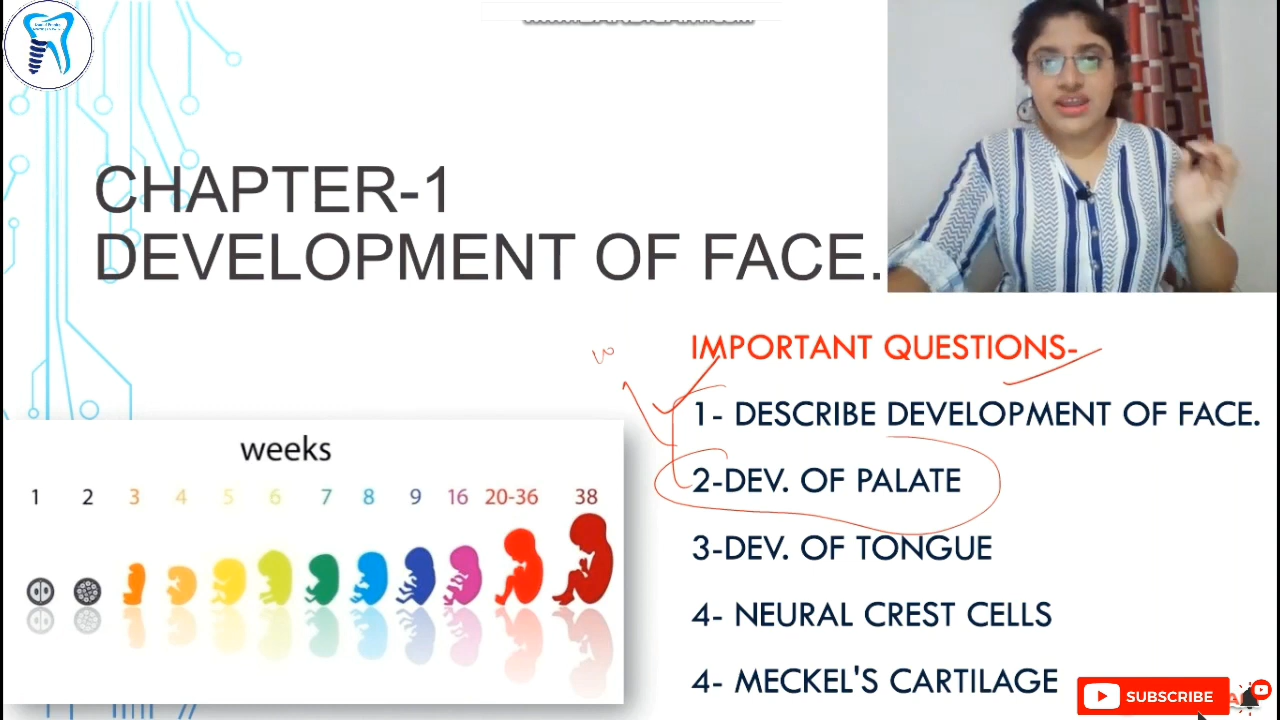 CHAPTER-1
DEVELOPMENT OF FACE.
IMPORTANT QUESTIONS-
1- DESCRIBE DEVELOPMENT OF FACE.
2-DEV. OF PALATE
3-DEV. OF TONGUE
4- NEURAL CREST CELLS
4- MECKEL'S CARTILAGE
weeks
1 2 3 4 5 6 7 8 9 16 20-36 38
SUBSCRIBE